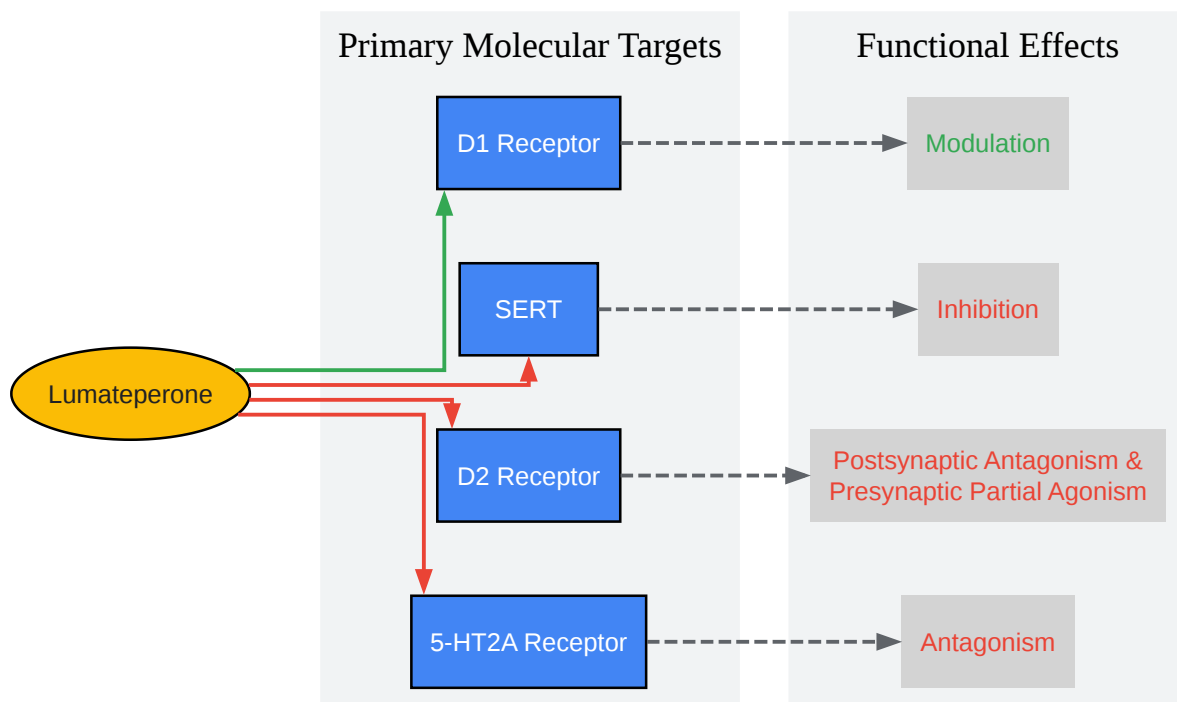 Primary Molecular Targets
Functional Effects
D1 Receptor
Modulation
SERT
Inhibition
Lumateperone
D2 Receptor
Postsynaptic Antagonism &
Presynaptic Partial Agonism
5-HT2A Receptor
Antagonism